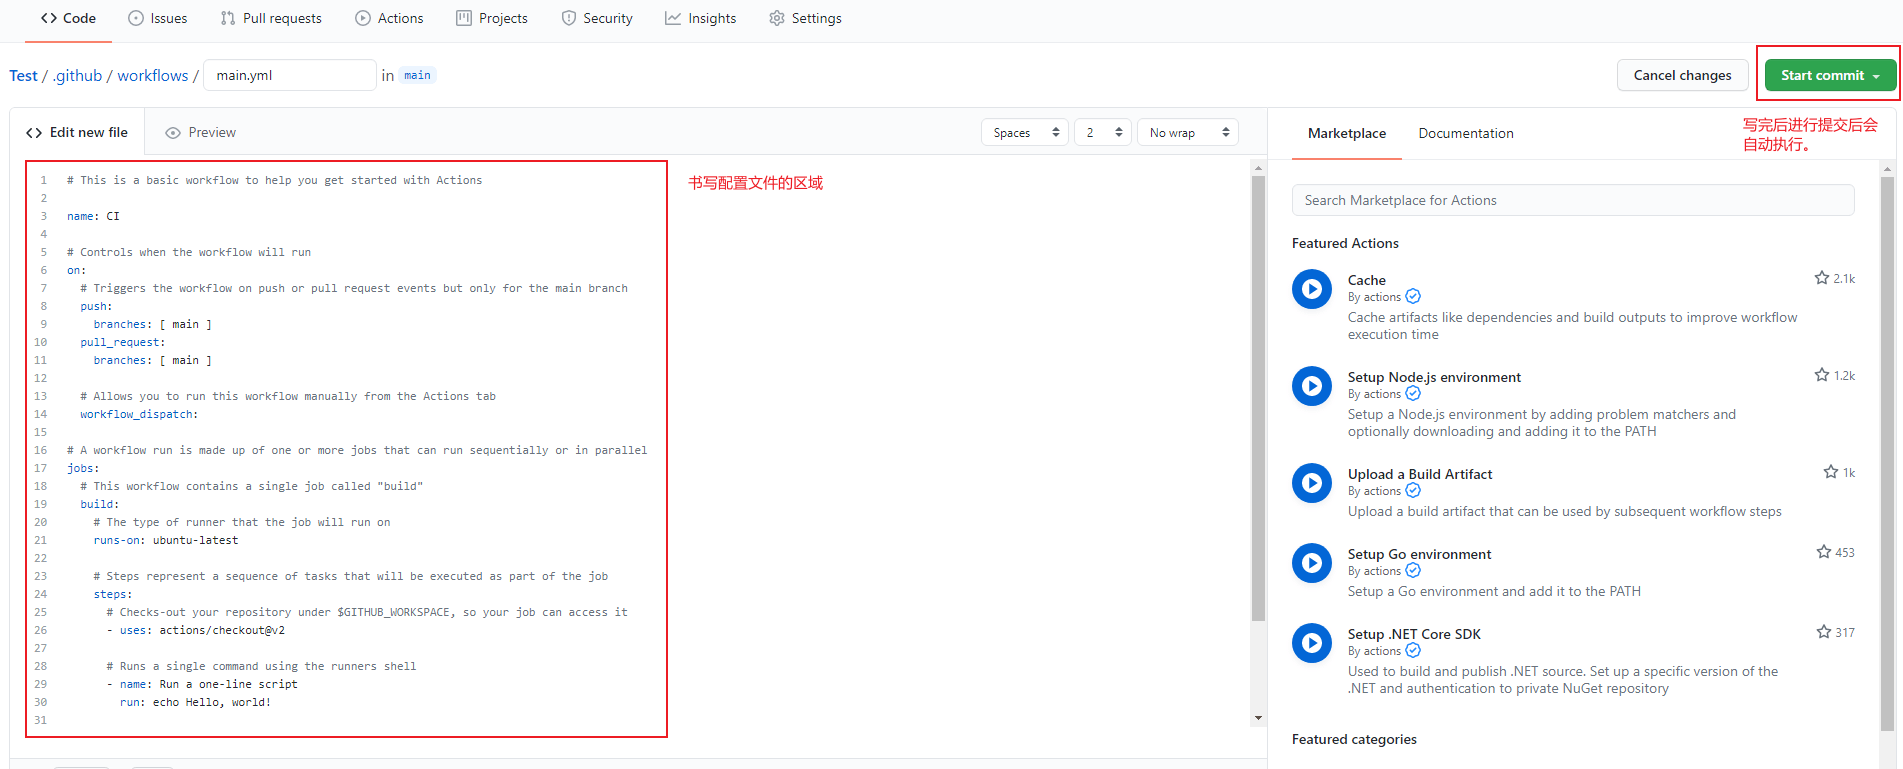 Code Issues Pull requests Actions Projects Security Insights Settings
Test / .github / workflows / main.yml in main
Cancel changes Start commit
Edit new file Preview
Spaces 2 No wrap
1 # This is a basic workflow to help you get started with Actions
2
3 name: CI
4
5 # Controls when the workflow will run
6 on:
7 # Triggers the workflow on push or pull request events but only for the main branch
8 push:
9 branches: [ main ]
10 pull_request:
11 branches: [ main ]
12
13 # Allows you to run this workflow manually from the Actions tab
14 workflow_dispatch:
15
16 # A workflow run is made up of one or more jobs that can run sequentially or in parallel
17 jobs:
18 # This workflow contains a single job called "build"
19 build:
20 # The type of runner that the job will run on
21 runs-on: ubuntu-latest
22
23 # Steps represent a sequence of tasks that will be executed as part of the job
24 steps:
25 # Checks-out your repository under $GITHUB_WORKSPACE, so your job can access it
26 - uses: actions/checkout@v2
27
28 # Runs a single command using the runners shell
29 - name: Run a one-line script
30 run: echo Hello, world!
31
书写配置文件的区域
Marketplace Documentation
写完后进行提交后会
自动执行。
Search Marketplace for Actions
Featured Actions
Cache 2.1k
By actions
Cache artifacts like dependencies and build outputs to improve workflow
execution time
Setup Node.js environment 1.2k
By actions
Setup a Node.js environment by adding problem matchers and
optionally downloading and adding it to the PATH
Upload a Build Artifact 1k
By actions
Upload a build artifact that can be used by subsequent workflow steps
Setup Go environment 453
By actions
Setup a Go environment and add it to the PATH
Setup .NET Core SDK 317
By actions
Used to build and publish .NET source. Set up a specific version of the
.NET and authentication to private NuGet repository
Featured categories